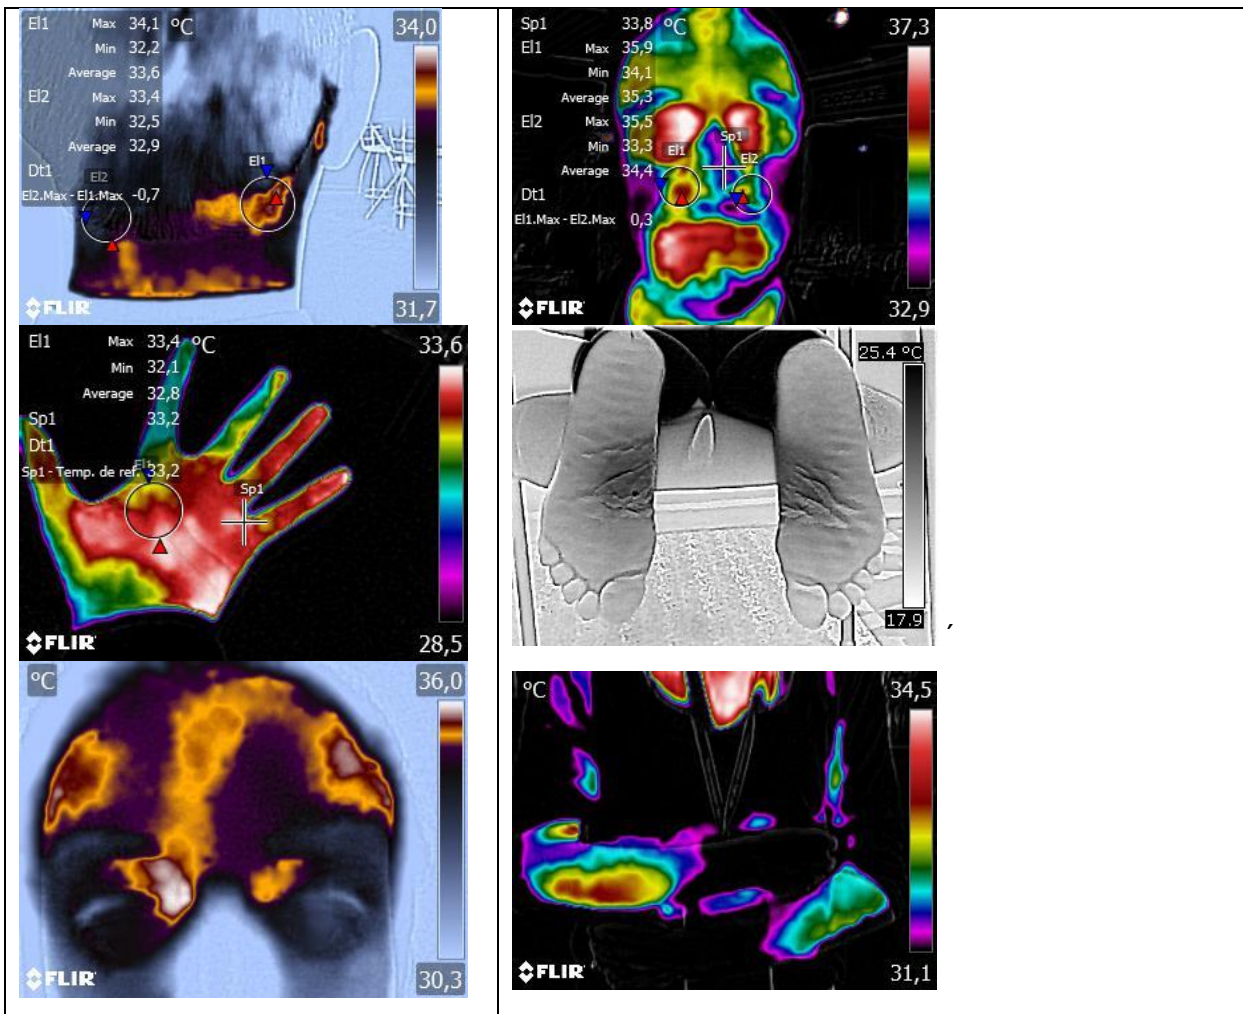 El1 Max 34,1 °C 34,0
Min 32,2
Average 33,6
El2 Max 33,4
Min 32,5
Average 32,9
Dt1
El2.Max - El1.Max -0,7
El1
El2
FLIR 31,7
Sp1 33,8 °C 37,3
El1 Max 35,9
Min 34,1
Average 35,3
El2 Max 35,5
Min 33,3
Average 34,4
Dt1
El1.Max - El2.Max 0,3
Sp1
El1 El2
FLIR 32,9
El1 Max 33,4 °C 33,6
Min 32,1
Average 32,8
Sp1 33,2
Dt1
Sp1 - Temp. de ref. 33,2
El1
Sp1
FLIR 28,5
25.4 °C
17.9
,
°C 36,0
FLIR 30,3
°C 34,5
FLIR 31,1